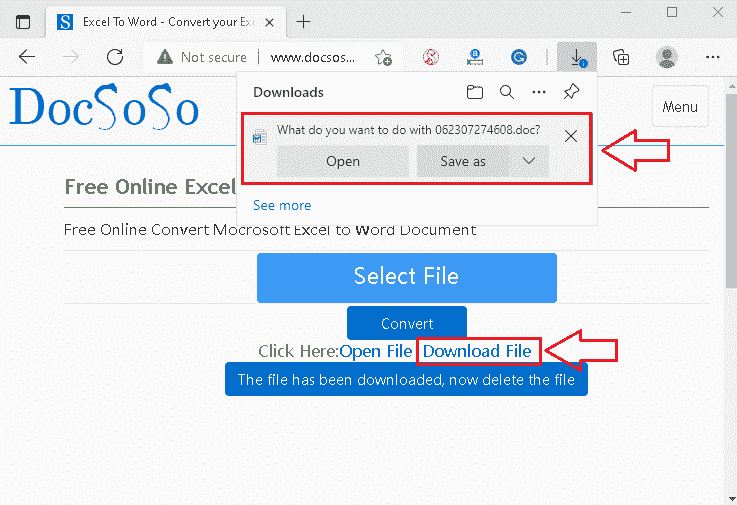 Excel To Word - Convert your Exc
Not secure
www.docsos...
Downloads
What do you want to do with 062307274608.doc?
Open
Save as
See more
DocSoSo
Menu
Free Online Excel
Free Online Convert Mocrosoft Excel to Word Document
Select File
Convert
Click Here:Open File Download File
The file has been downloaded, now delete the file